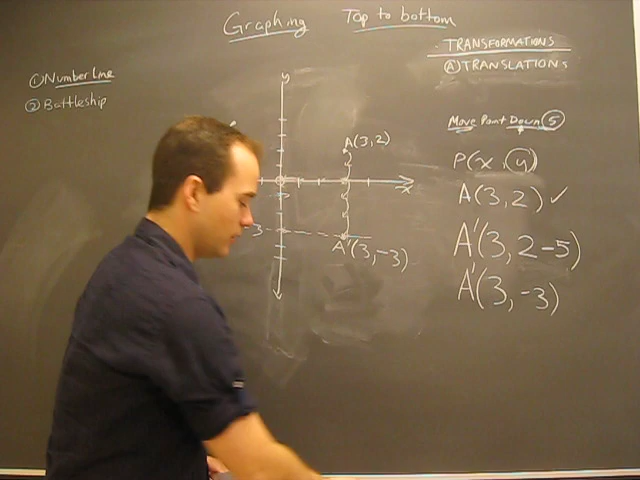 Graphing Top to bottom
TRANSFORMATIONS
Ⓐ TRANSLATIONS
① Number line
② Battleship
Move Point Down ⑤
P(x, y)
A(3, 2) ✓
A'(3, 2-5)
A'(3, -3)
y
A(3, 2)
x
3
A'(3, -3)